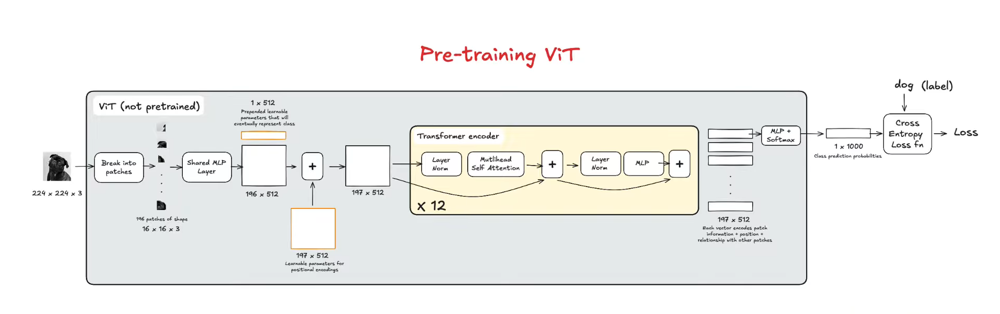 Pre-training ViT
dog (label)
ViT (not pretrained)
1 x 512
Prepended learnable
parameters that will
eventually represent class
Transformer encoder
Cross
Entropy
Loss fn
Loss
MLP +
Softmax
1 x 1000
Class prediction probabilities
Break into
patches
Shared MLP
Layer
+
Layer
Norm
Mutlihead
Self Attention
+
Layer
Norm
MLP
+
224 x 224 x 3
196 x 512
197 x 512
x 12
196 patches of shape
16 x 16 x 3
197 x 512
Each vector encodes patch
information + position +
relationship with other patches
197 x 512
Learnable parameters for
positional encodings